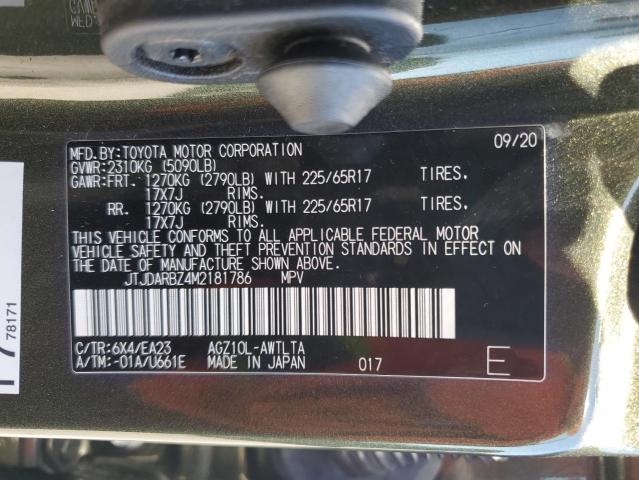 MFD.BY:TOYOTA MOTOR CORPORATION 09/20
GVWR:2310KG (5090LB)
GAWR:FRT. 1270KG (2790LB) WITH 225/65R17 TIRES,
17X7J RIMS.
RR. 1270KG (2790LB) WITH 225/65R17 TIRES,
17X7J RIMS.
THIS VEHICLE CONFORMS TO ALL APPLICABLE FEDERAL MOTOR
VEHICLE SAFETY AND THEFT PREVENTION STANDARDS IN EFFECT
ON THE DATE OF MANUFACTURE SHOWN ABOVE.
JTJDARBZ4M2181786 MPV
C/TR:6X4/EA23 AGZ10L-AWTLTA
A/TM:-01A/U661E MADE IN JAPAN 017 E
78171